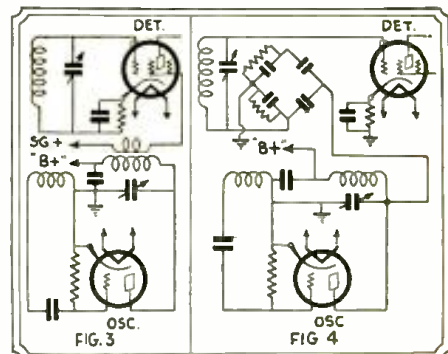 DET.
SG+
"B+"
OSC.
FIG.3
DET.
"B+"
OSC
FIG 4